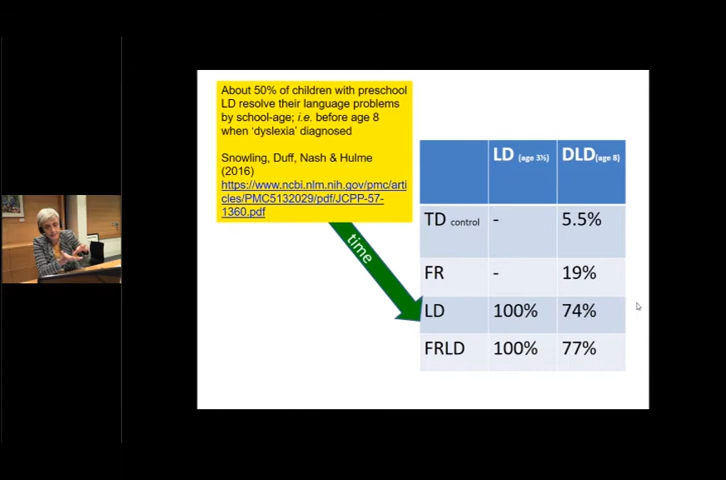 About 50% of children with preschool
LD resolve their language problems
by school-age; i.e. before age 8
when 'dyslexia' diagnosed
Snowling, Duff, Nash & Hulme
(2016)
https://www.ncbi.nlm.nih.gov/pmc/arti
cles/PMC5132029/pdf/JCPP-57-
1360.pdf
time
LD (age 3½) DLD(age 8)
TD control - 5.5%
FR - 19%
LD 100% 74%
FRLD 100% 77%